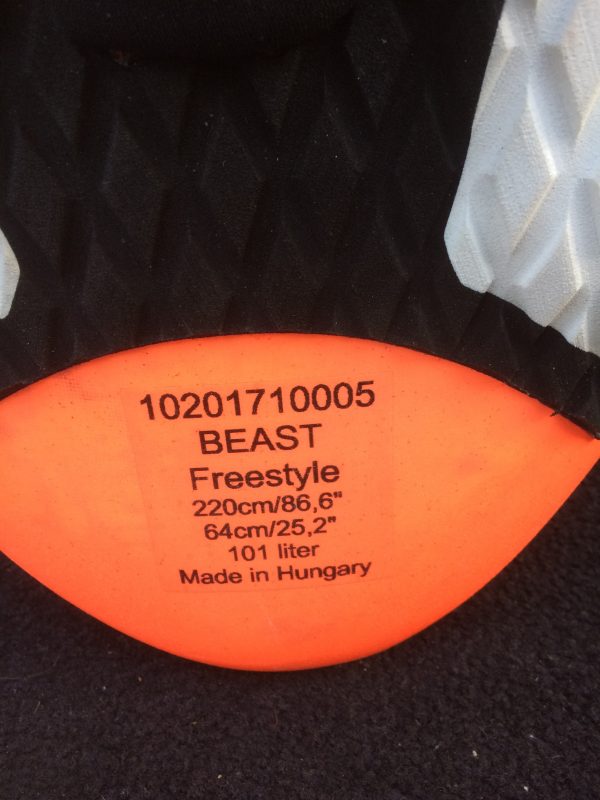 10201710005
BEAST
Freestyle
220cm/86,6"
64cm/25,2"
101 liter
Made in Hungary